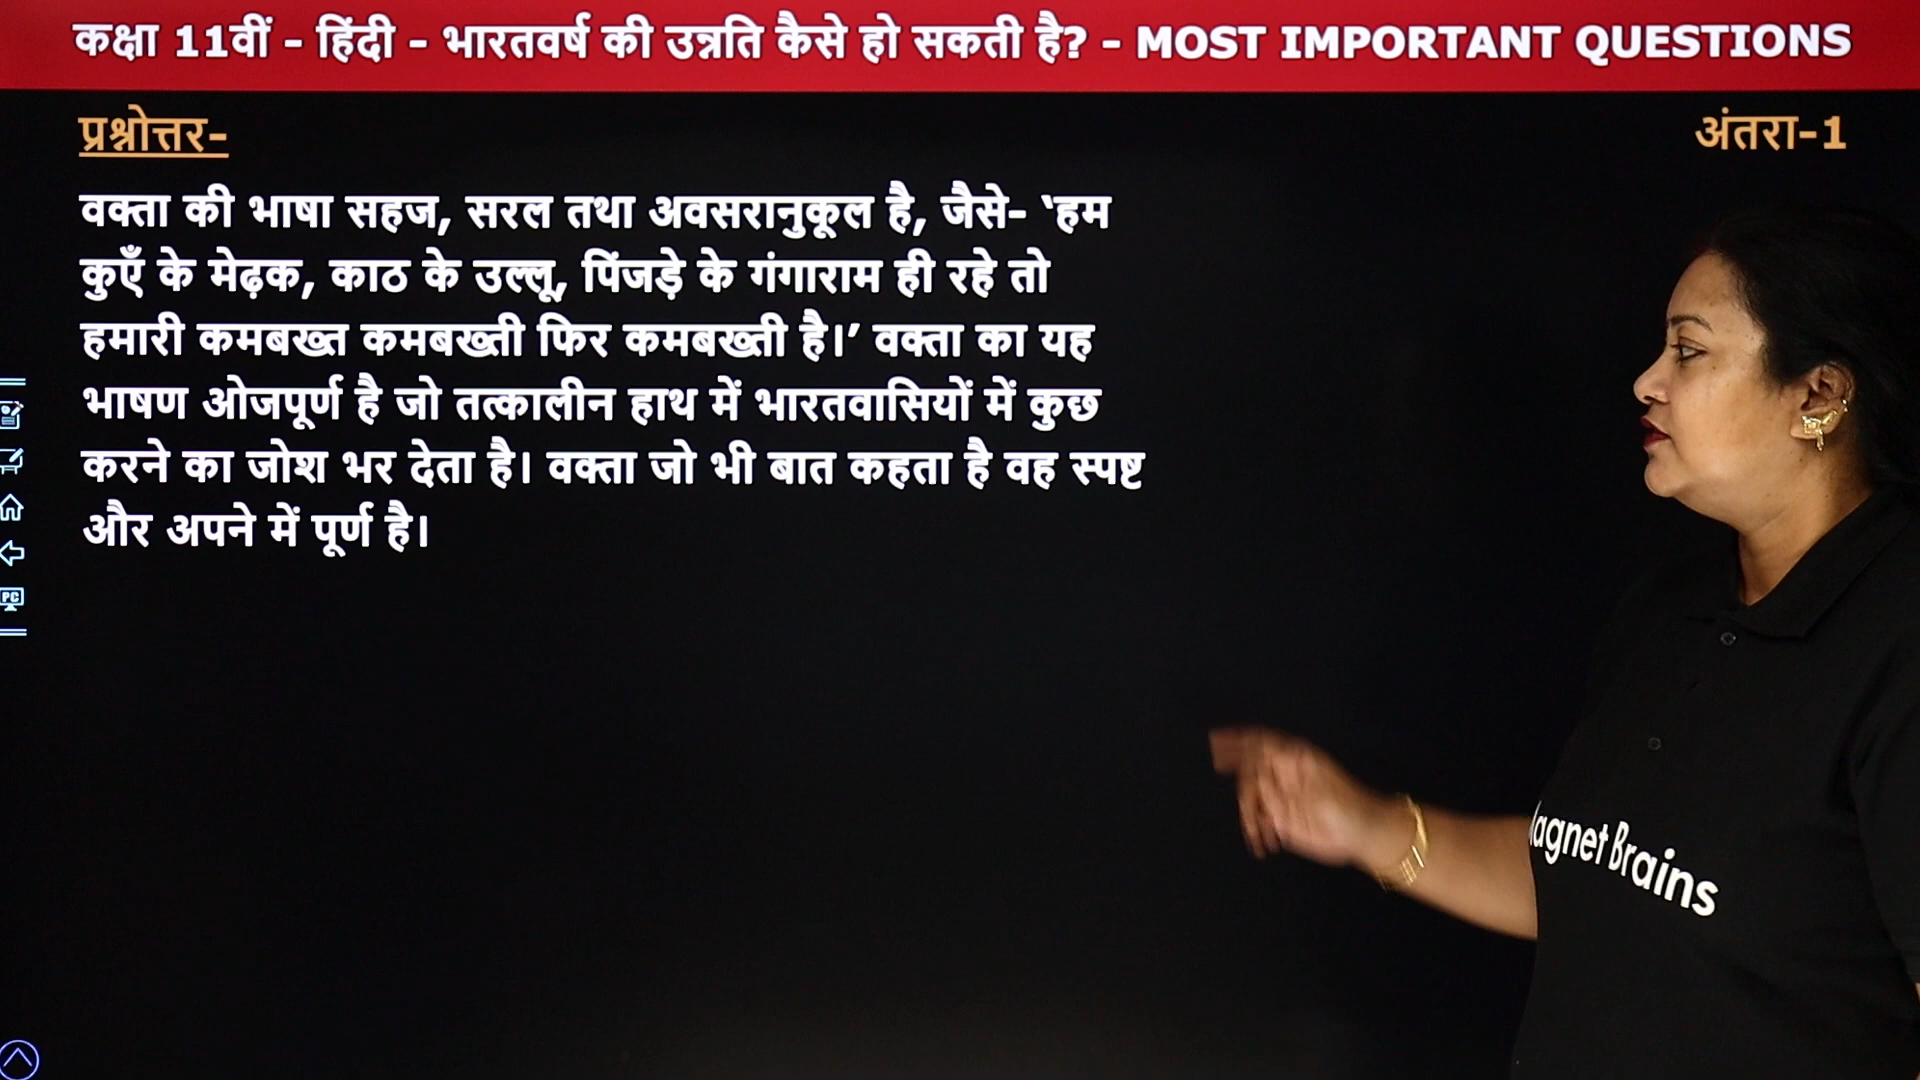 कक्षा 11वीं - हिंदी - भारतवर्ष की उन्नति कैसे हो सकती है? - MOST IMPORTANT QUESTIONS
प्रश्नोत्तर-
अंतरा-1
वक्ता की भाषा सहज, सरल तथा अवसरानुकूल है, जैसे- ‘हम
कुएँ के मेढ़क, काठ के उल्लू, पिंजड़े के गंगाराम ही रहे तो
हमारी कमबख्त कमबख्ती फिर कमबख्ती है।’ वक्ता का यह
भाषण ओजपूर्ण है जो तत्कालीन हाथ में भारतवासियों में कुछ
करने का जोश भर देता है। वक्ता जो भी बात कहता है वह स्पष्ट
और अपने में पूर्ण है।
PC
agnet Brains